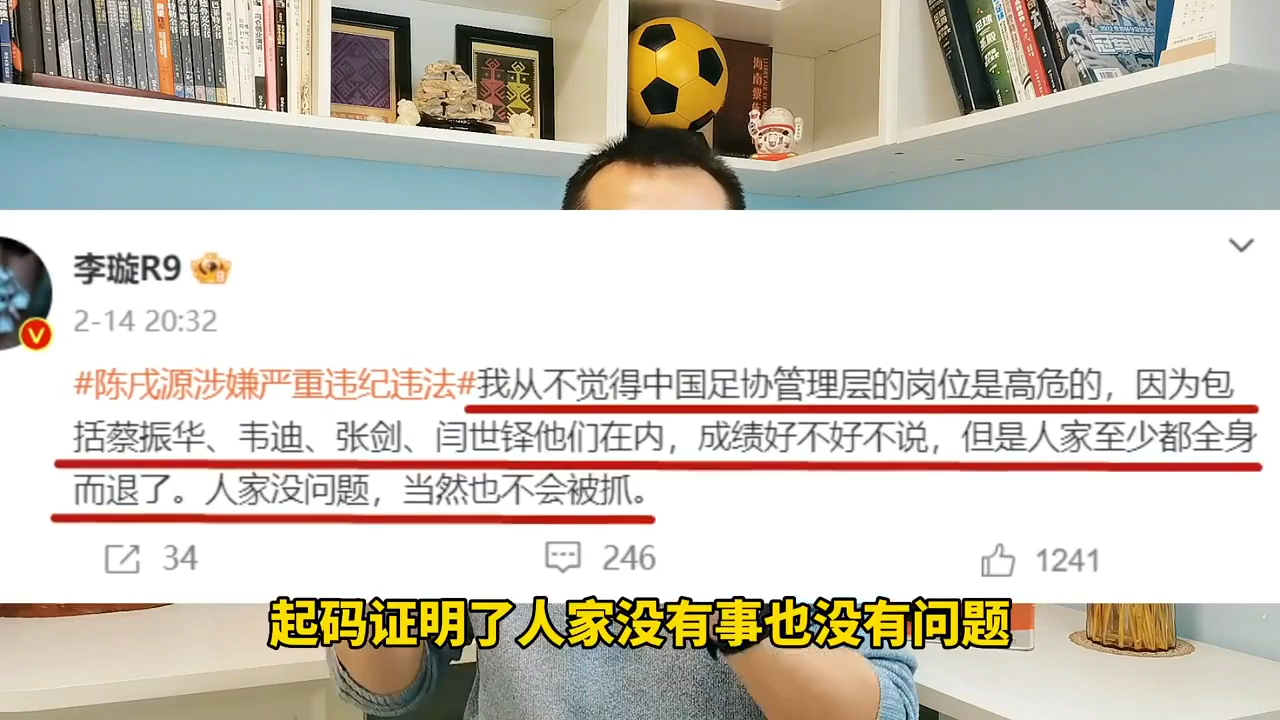 海南黎
李璇R9
2-14 20:32
#陈戌源涉嫌严重违纪违法#我从不觉得中国足协管理层的岗位是高危的，因为包
括蔡振华、韦迪、张剑、闫世铎他们在内，成绩好不好不说，但是人家至少都全身
而退了。人家没问题，当然也不会被抓。
34
246
1241
起码证明了人家没有事也没有问题